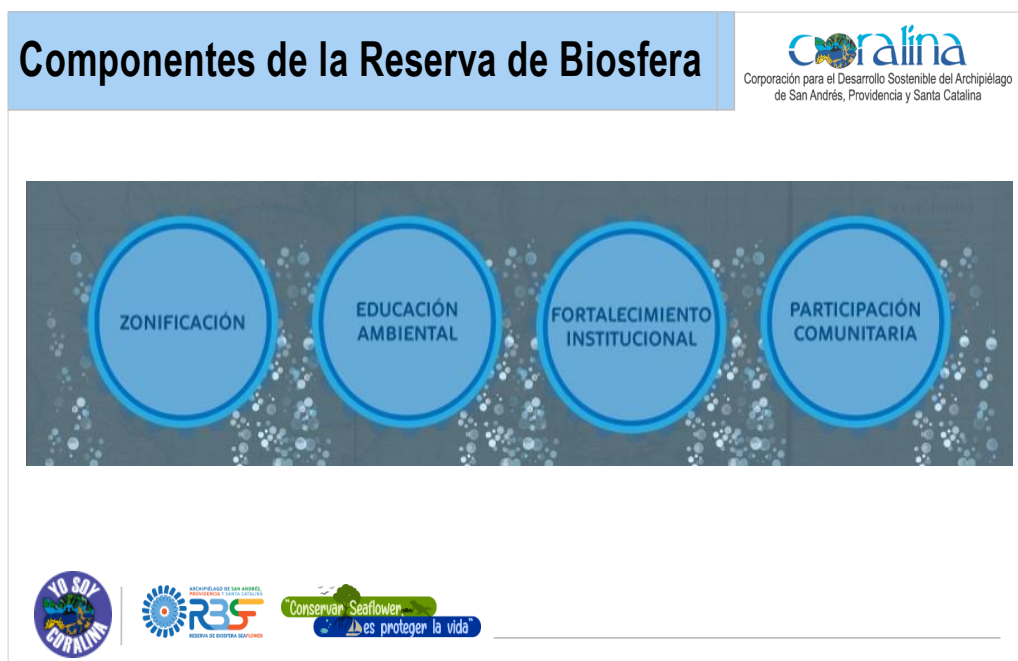 Componentes de la Reserva de Biosfera
coralina
Corporación para el Desarrollo Sostenible del Archipiélago
de San Andrés, Providencia y Santa Catalina
ZONIFICACIÓN
EDUCACIÓN
AMBIENTAL
FORTALECIMIENTO
INSTITUCIONAL
PARTICIPACIÓN
COMUNITARIA
YO SOY
CORALINA
ARCHIPIÉLAGO DE SAN ANDRÉS,
PROVIDENCIA Y SANTA CATALINA
RBSF
RESERVA DE BIOSFERA SEAFLOWER
"Conservar Seaflower...
es proteger la vida"